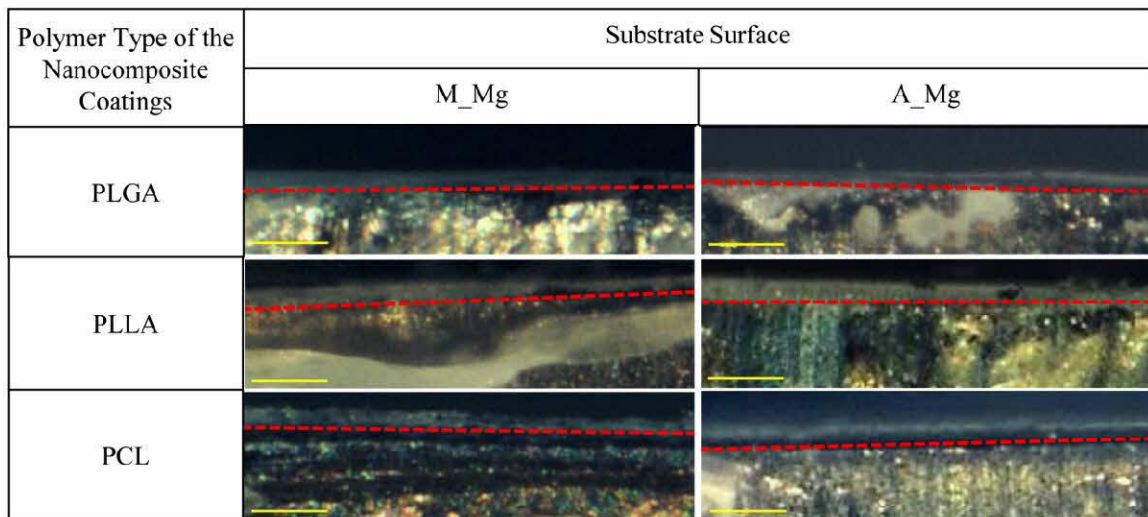 Polymer Type of the
Nanocomposite
Coatings
Substrate Surface
M_Mg
A_Mg
PLGA
PLLA
PCL